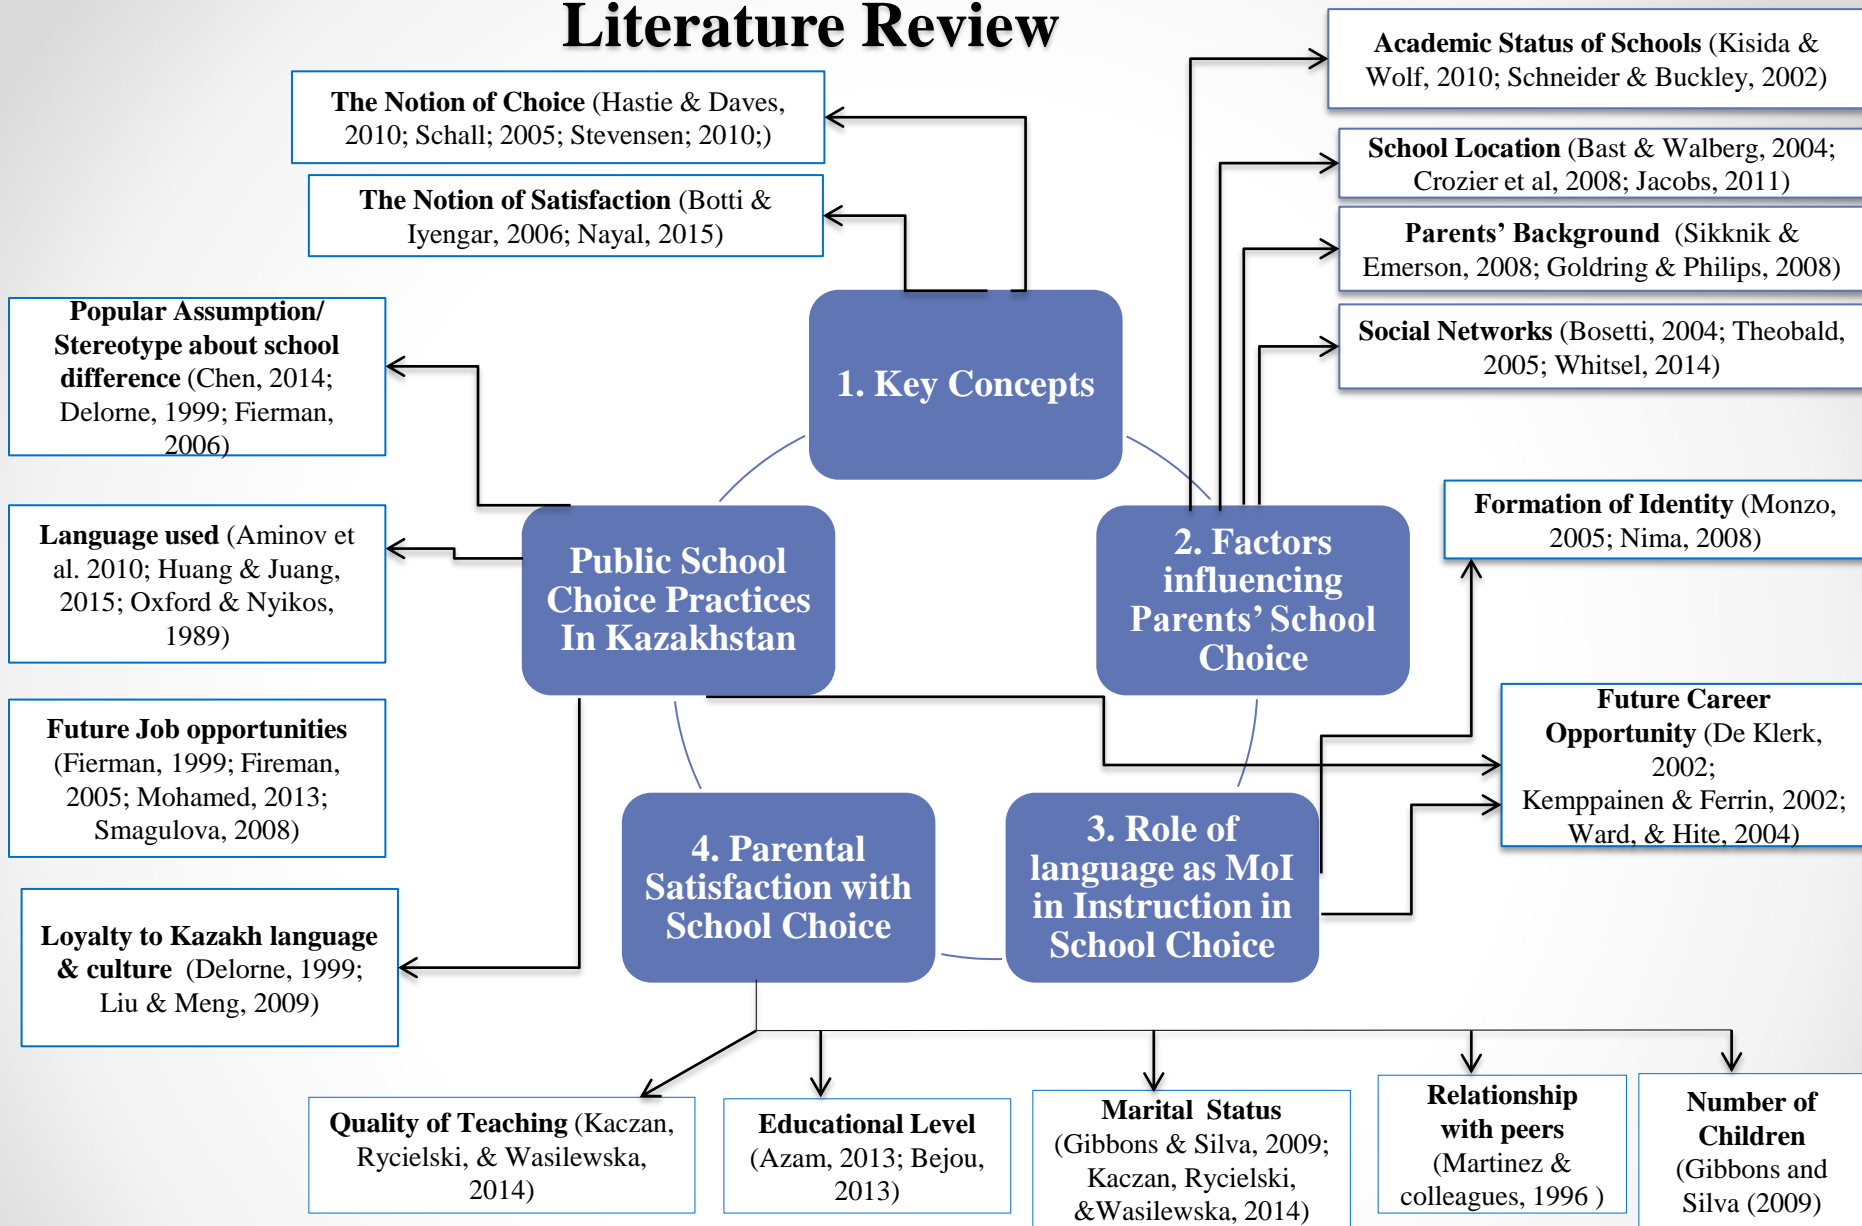 Literature Review
The Notion of Choice (Hastie & Daves,
2010; Schall; 2005; Stevensen; 2010;)
The Notion of Satisfaction (Botti &
Iyengar, 2006; Nayal, 2015)
Academic Status of Schools (Kisida &
Wolf, 2010; Schneider & Buckley, 2002)
School Location (Bast & Walberg, 2004;
Crozier et al, 2008; Jacobs, 2011)
Parents’ Background (Sikknik &
Emerson, 2008; Goldring & Philips, 2008)
Social Networks (Bosetti, 2004; Theobald,
2005; Whitsel, 2014)
Popular Assumption/
Stereotype about school
difference (Chen, 2014;
Delorne, 1999; Fierman,
2006)
Language used (Aminov et
al. 2010; Huang & Juang,
2015; Oxford & Nyikos,
1989)
Future Job opportunities
(Fierman, 1999; Fireman,
2005; Mohamed, 2013;
Smagulova, 2008)
Loyalty to Kazakh language
& culture (Delorne, 1999;
Liu & Meng, 2009)
1. Key Concepts
Public School
Choice Practices
In Kazakhstan
2. Factors
influencing
Parents’ School
Choice
4. Parental
Satisfaction with
School Choice
3. Role of
language as MoI
in Instruction in
School Choice
Formation of Identity (Monzo,
2005; Nima, 2008)
Future Career
Opportunity (De Klerk,
2002;
Kemppainen & Ferrin, 2002;
Ward, & Hite, 2004)
Quality of Teaching (Kaczan,
Rycielski, & Wasilewska,
2014)
Educational Level
(Azam, 2013; Bejou,
2013)
Marital Status
(Gibbons & Silva, 2009;
Kaczan, Rycielski,
&Wasilewska, 2014)
Relationship
with peers
(Martinez &
colleagues, 1996 )
Number of
Children
(Gibbons and
Silva (2009)